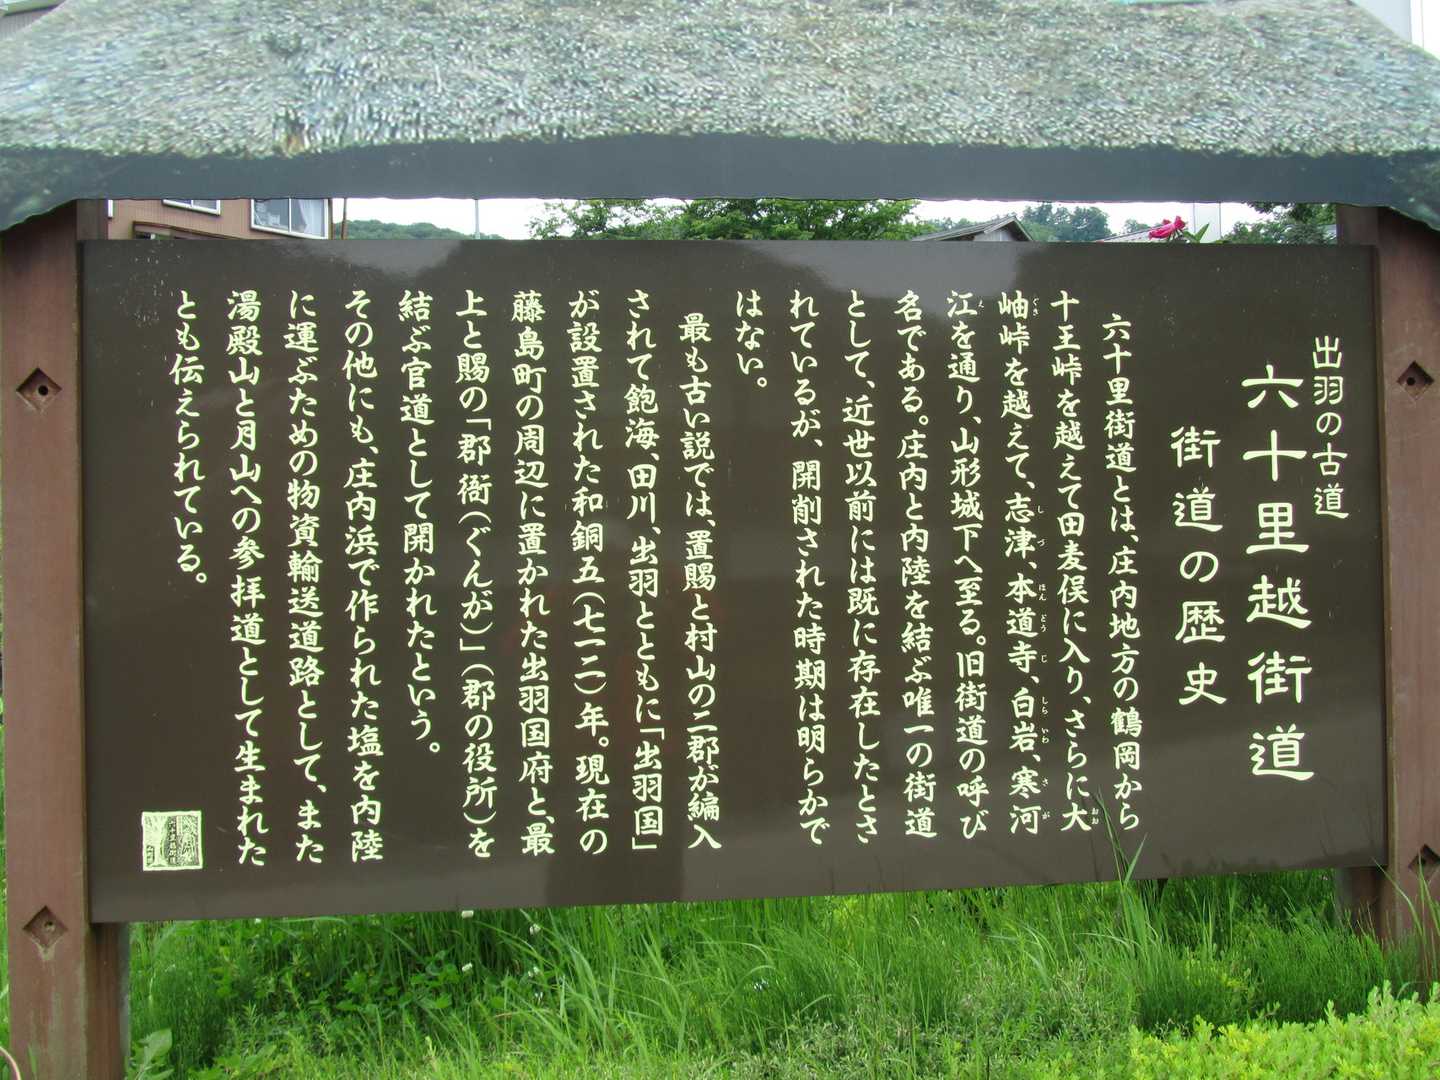 出羽の古道
六十里越街道
街道の歴史
六十里街道とは、庄内地方の鶴岡から
十王峠を越えて田麦俣に入り、さらに大
岫峠を越えて、志津、本道寺、白岩、寒河
江を通り、山形城下へ至る。旧街道の呼び
名である。庄内と内陸を結ぶ唯一の街道
として、近世以前には既に存在したとさ
れているが、開削された時期は明らかで
はない。
最も古い説では、置賜と村山の二郡が編入
されて飽海、田川、出羽とともに「出羽国」
が設置された和銅五(七一二)年。現在の
藤島町の周辺に置かれた出羽国府と、最
上と賜の「郡衙(ぐんが)」(郡の役所)を
結ぶ官道として開かれたという。
その他にも、庄内浜で作られた塩を内陸
に運ぶための物資輸送道路として、また
湯殿山と月山への参拝道として生まれた
とも伝えられている。